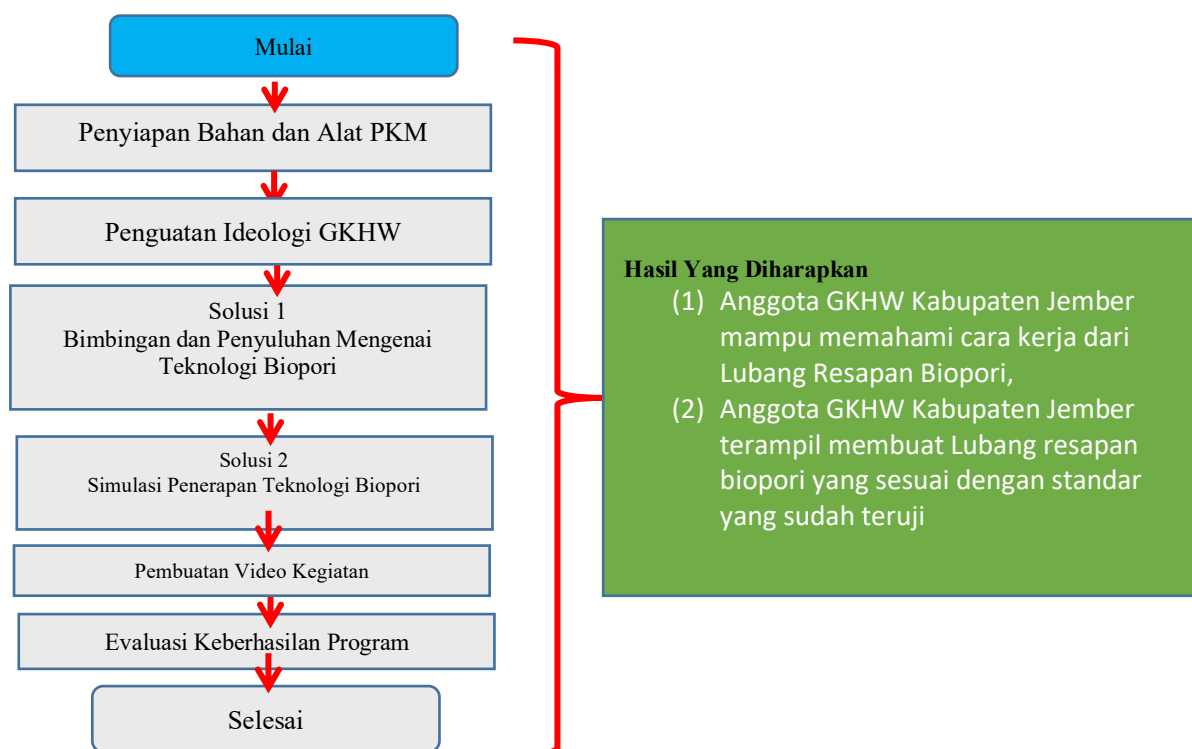 Mulai
Penyiapan Bahan dan Alat PKM
Penguatan Ideologi GKHW
Solusi 1
Bimbingan dan Penyuluhan Mengenai
Teknologi Biopori
Solusi 2
Simulasi Penerapan Teknologi Biopori
Pembuatan Video Kegiatan
Evaluasi Keberhasilan Program
Selesai
Hasil Yang Diharapkan
(1) Anggota GKHW Kabupaten Jember
mampu memahami cara kerja dari
Lubang Resapan Biopori,
(2) Anggota GKHW Kabupaten Jember
terampil membuat Lubang resapan
biopori yang sesuai dengan standar
yang sudah teruji